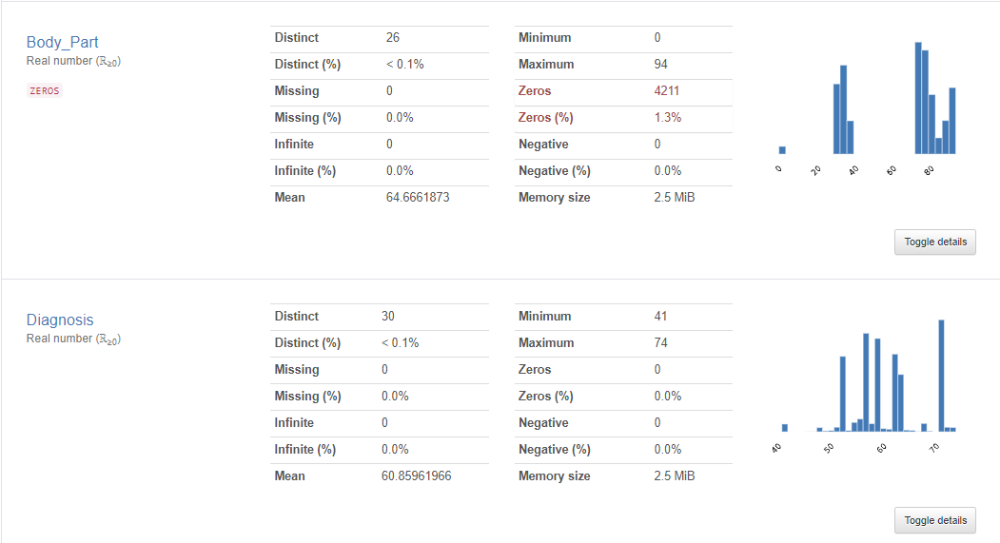 Body_Part
Real number (ℝ≥0)
ZEROS
Distinct 26
Distinct (%) < 0.1%
Missing 0
Missing (%) 0.0%
Infinite 0
Infinite (%) 0.0%
Mean 64.6661873
Minimum 0
Maximum 94
Zeros 4211
Zeros (%) 1.3%
Negative 0
Negative (%) 0.0%
Memory size 2.5 MiB
0 20 40 60 80
Toggle details
Diagnosis
Real number (ℝ≥0)
Distinct 30
Distinct (%) < 0.1%
Missing 0
Missing (%) 0.0%
Infinite 0
Infinite (%) 0.0%
Mean 60.85961966
Minimum 41
Maximum 74
Zeros 0
Zeros (%) 0.0%
Negative 0
Negative (%) 0.0%
Memory size 2.5 MiB
40 50 60 70
Toggle details